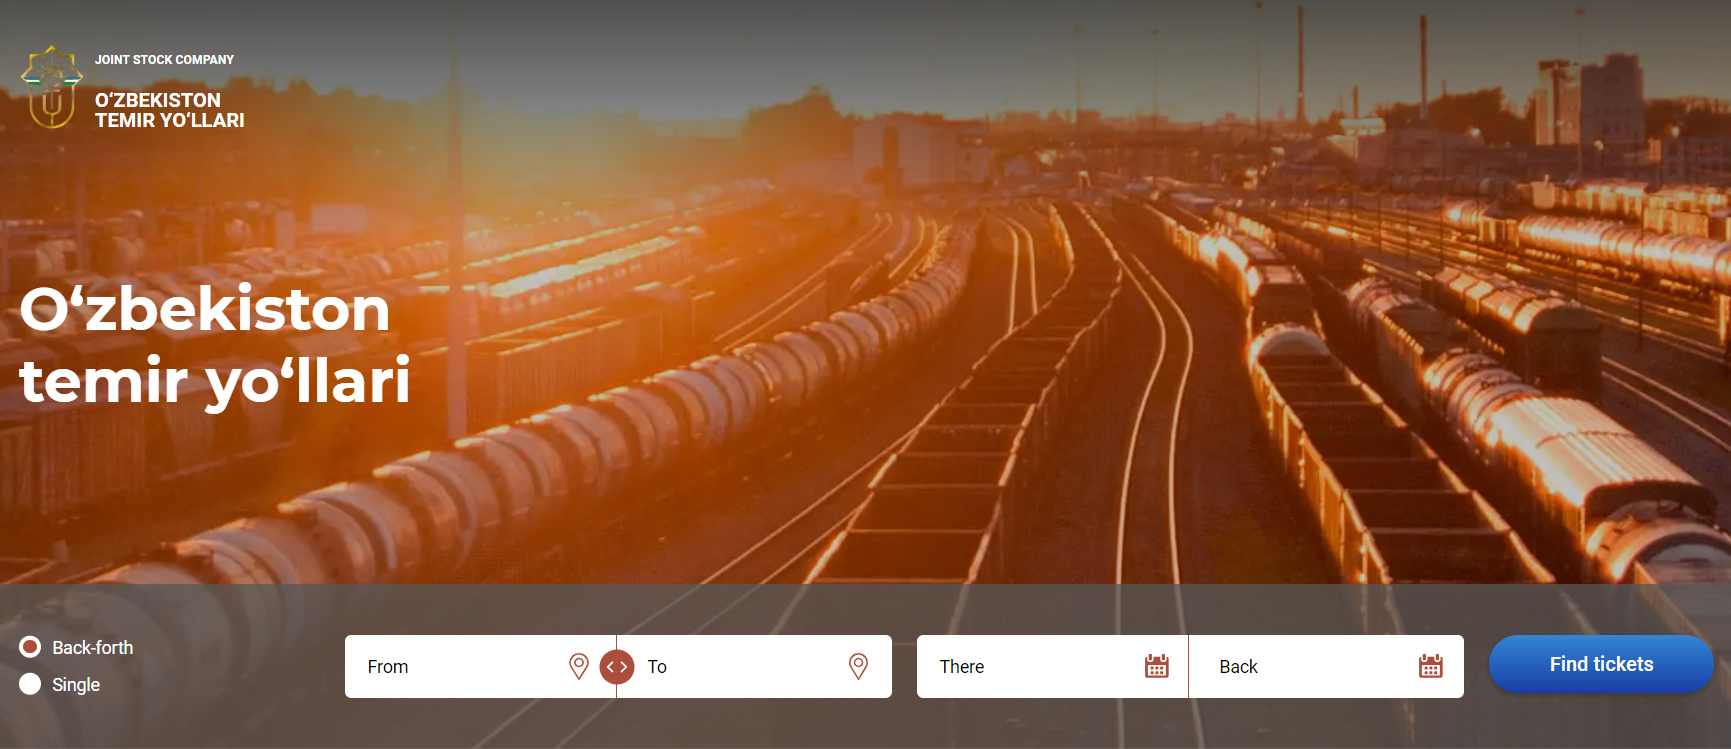 JOINT STOCK COMPANY
O‘ZBEKISTON
TEMIR YO‘LLARI
O‘zbekiston
temir yo‘llari
Back-forth
Single
From
To
There
Back
Find tickets